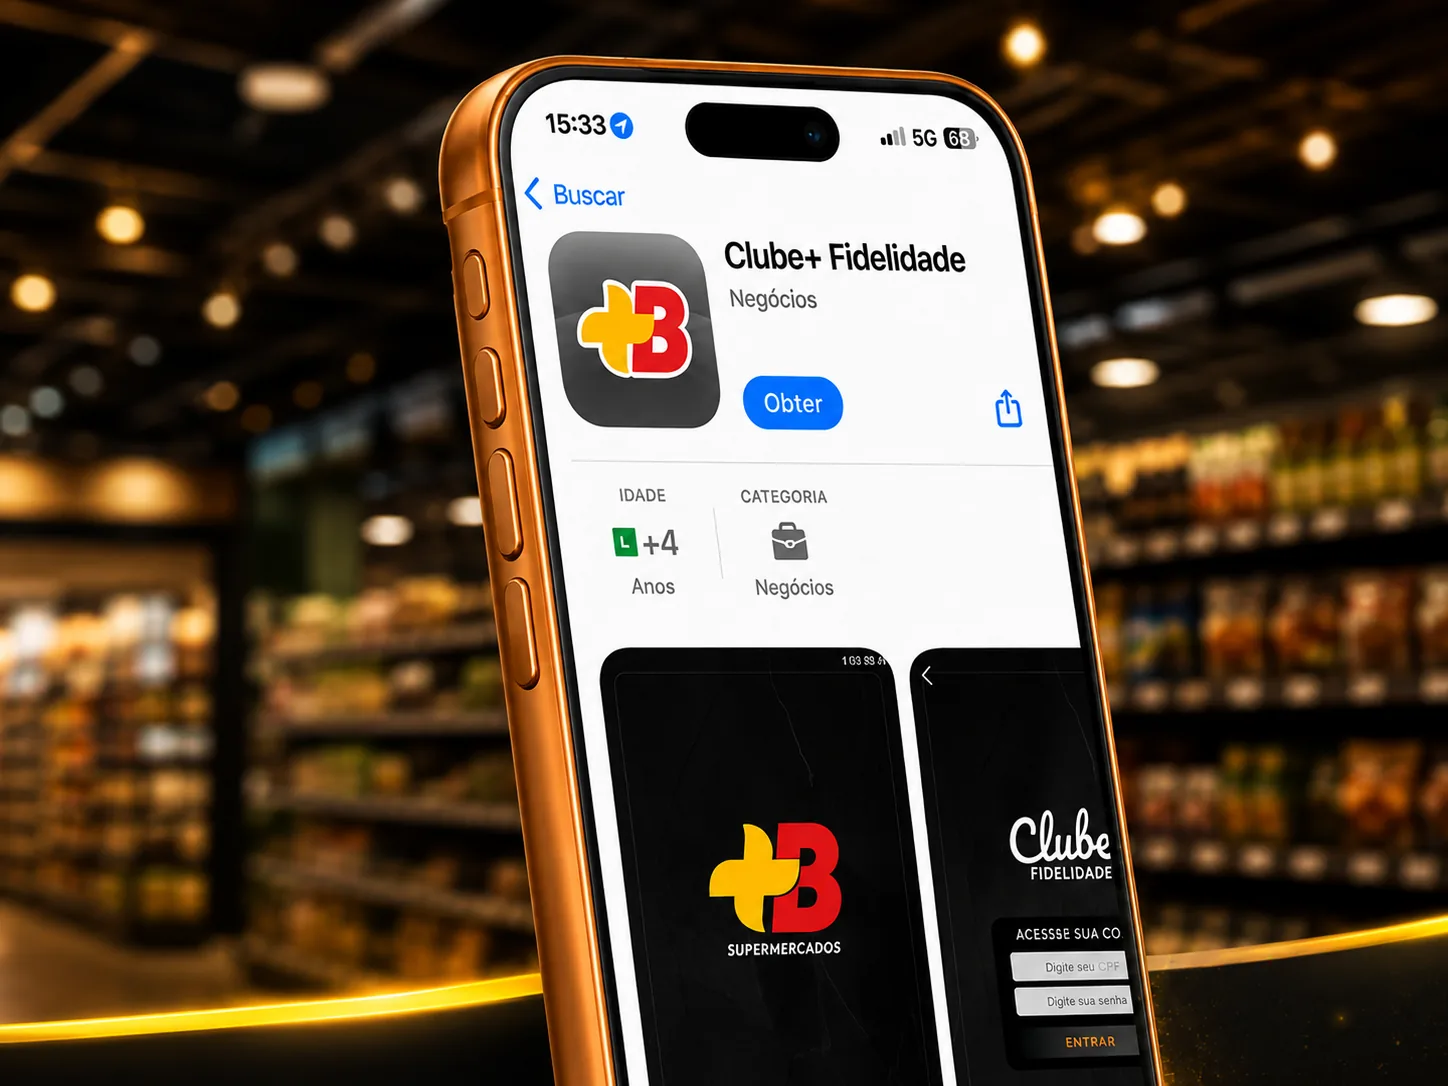 15:33
5G 68
Buscar
Clube+ Fidelidade
Negócios
+B
Obter
IDADE
CATEGORIA
L +4
Anos
Negócios
+B
SUPERMERCADOS
Clube
FIDELIDADE
ACESSSE SUA CO
Digite seu CPF
Digite sua senha
ENTRAR